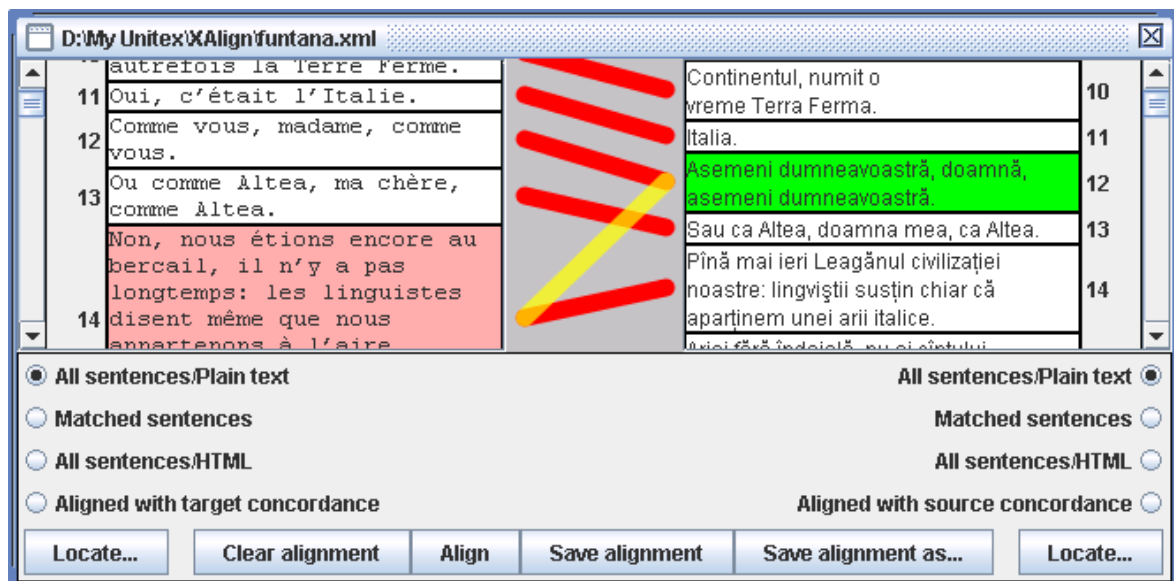 D:\My Unitex\XAlign\funtana.xml
autrefois la Terre Ferme.
11 Oui, c'était l'Italie.
12 Comme vous, madame, comme
vous.
13 Ou comme Altea, ma chère,
comme Altea.
Non, nous étions encore au
bercail, il n'y a pas
longtemps: les linguistes
14 disent même que nous
appartenons à l'aire
Continentul, numit o
vreme Terra Ferma.
10
Italia.
11
Asemeni dumneavoastră, doamnă,
asemeni dumneavoastră.
12
Sau ca Altea, doamna mea, ca Altea.
13
Pînă mai ieri Leagănul civilizației
noastre: lingviştii susțin chiar că
aparținem unei arii italice.
14
All sentences/Plain text
Matched sentences
All sentences/HTML
Aligned with target concordance
All sentences/Plain text
Matched sentences
All sentences/HTML
Aligned with source concordance
Locate...
Clear alignment
Align
Save alignment
Save alignment as...
Locate...